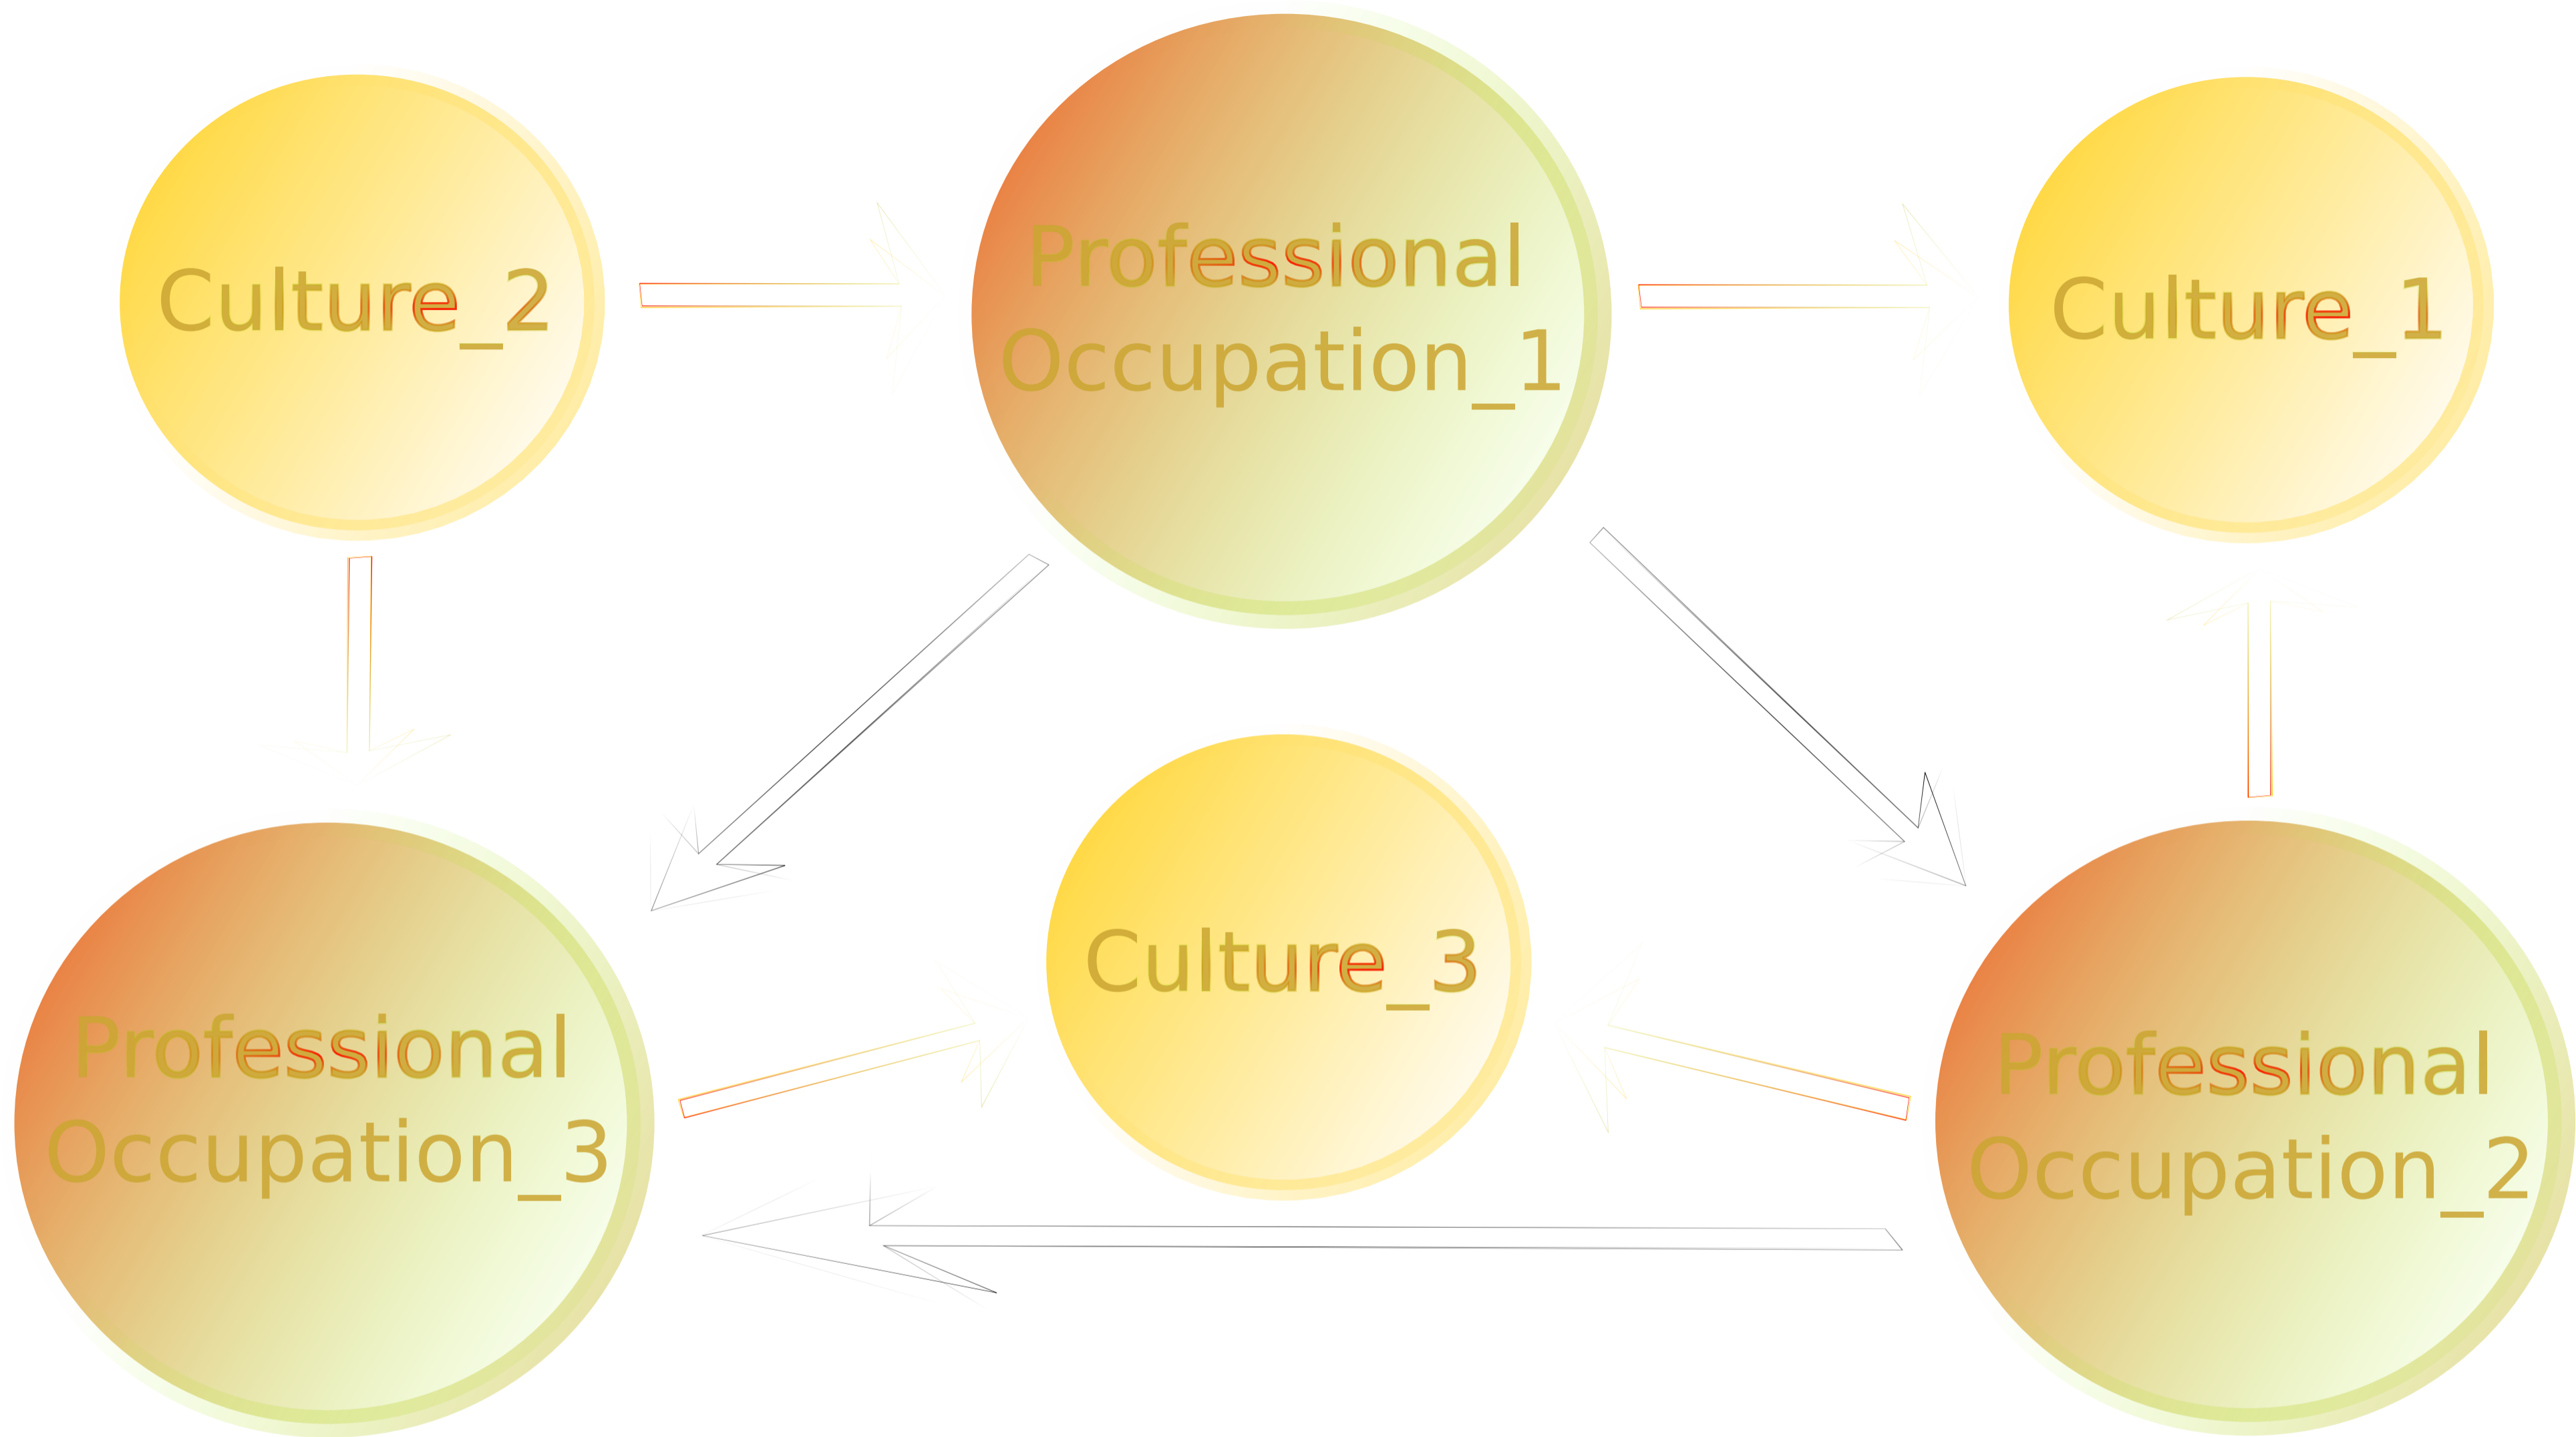 Culture_2
Professional
Occupation_1
Culture_1
Culture_3
Professional
Occupation_3
Professional
Occupation_2